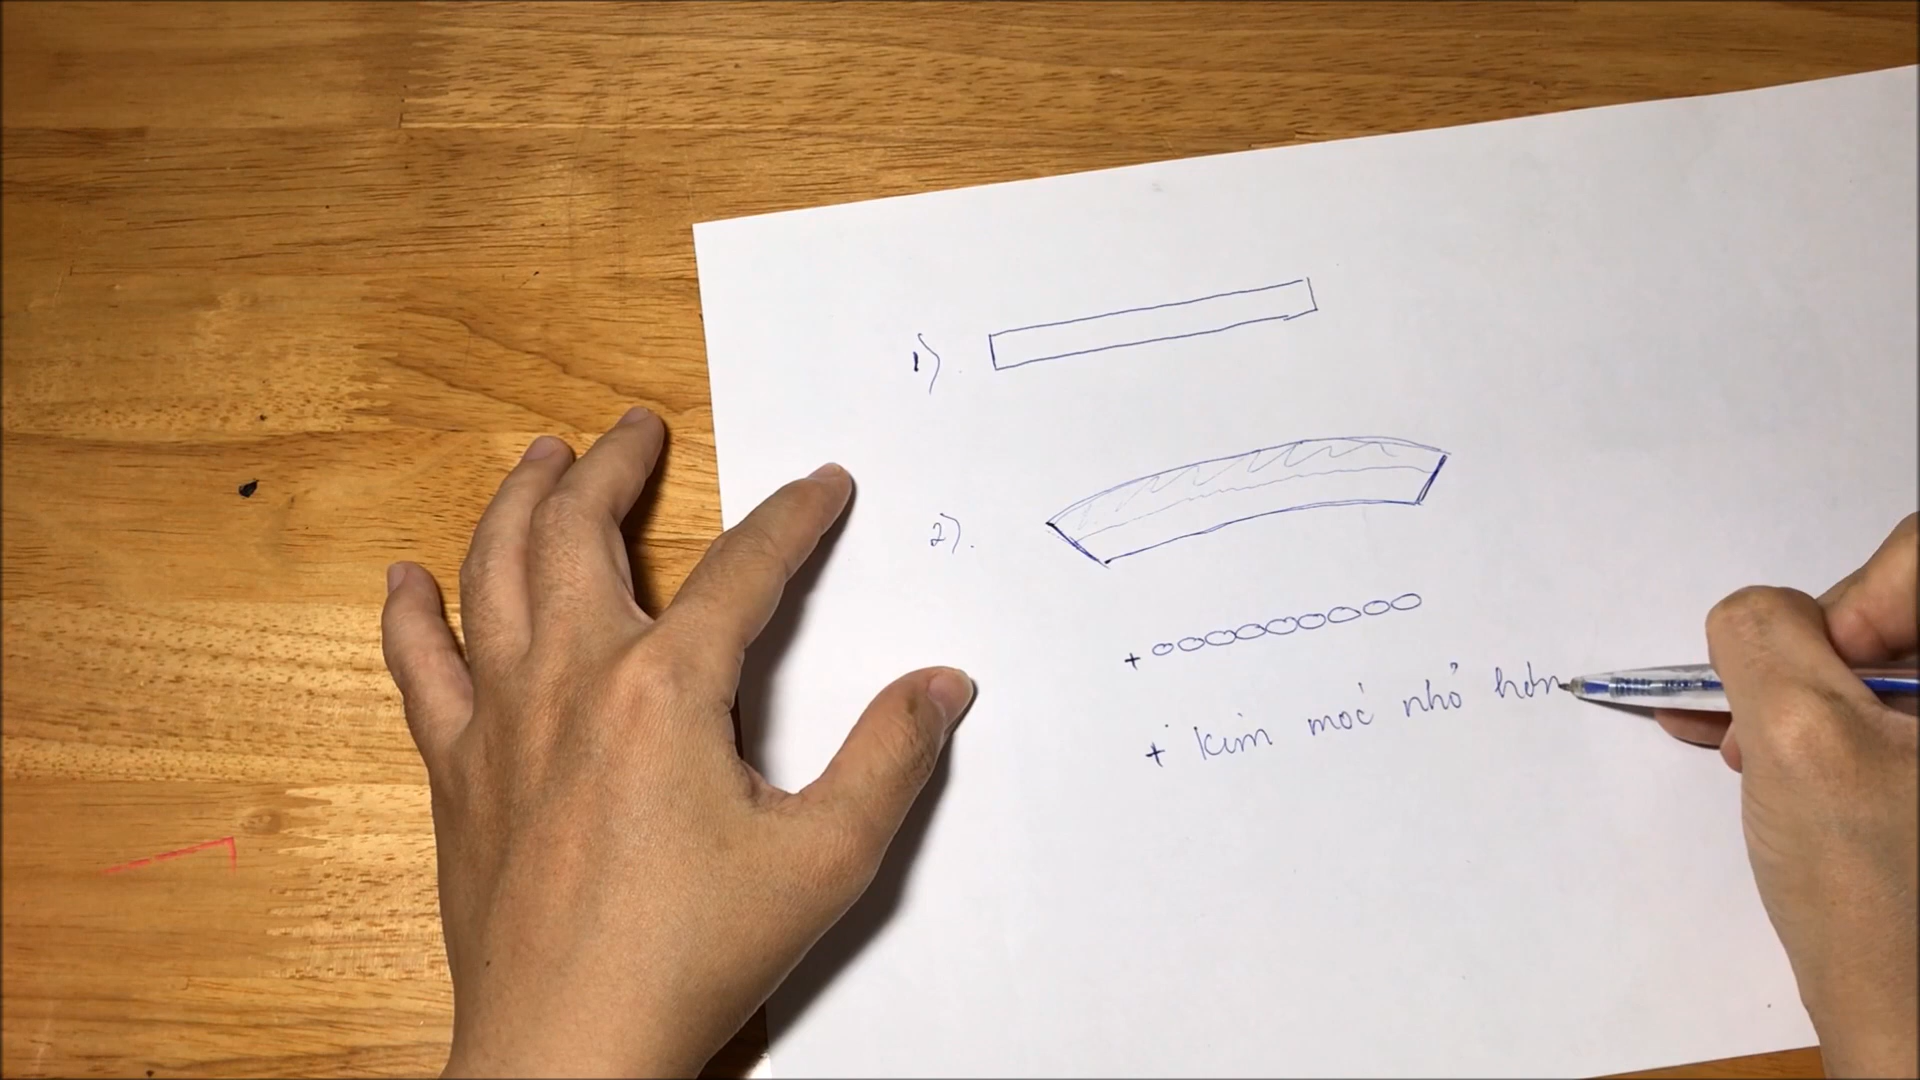 1)
2).
+
+ kim móc nhỏ hơn